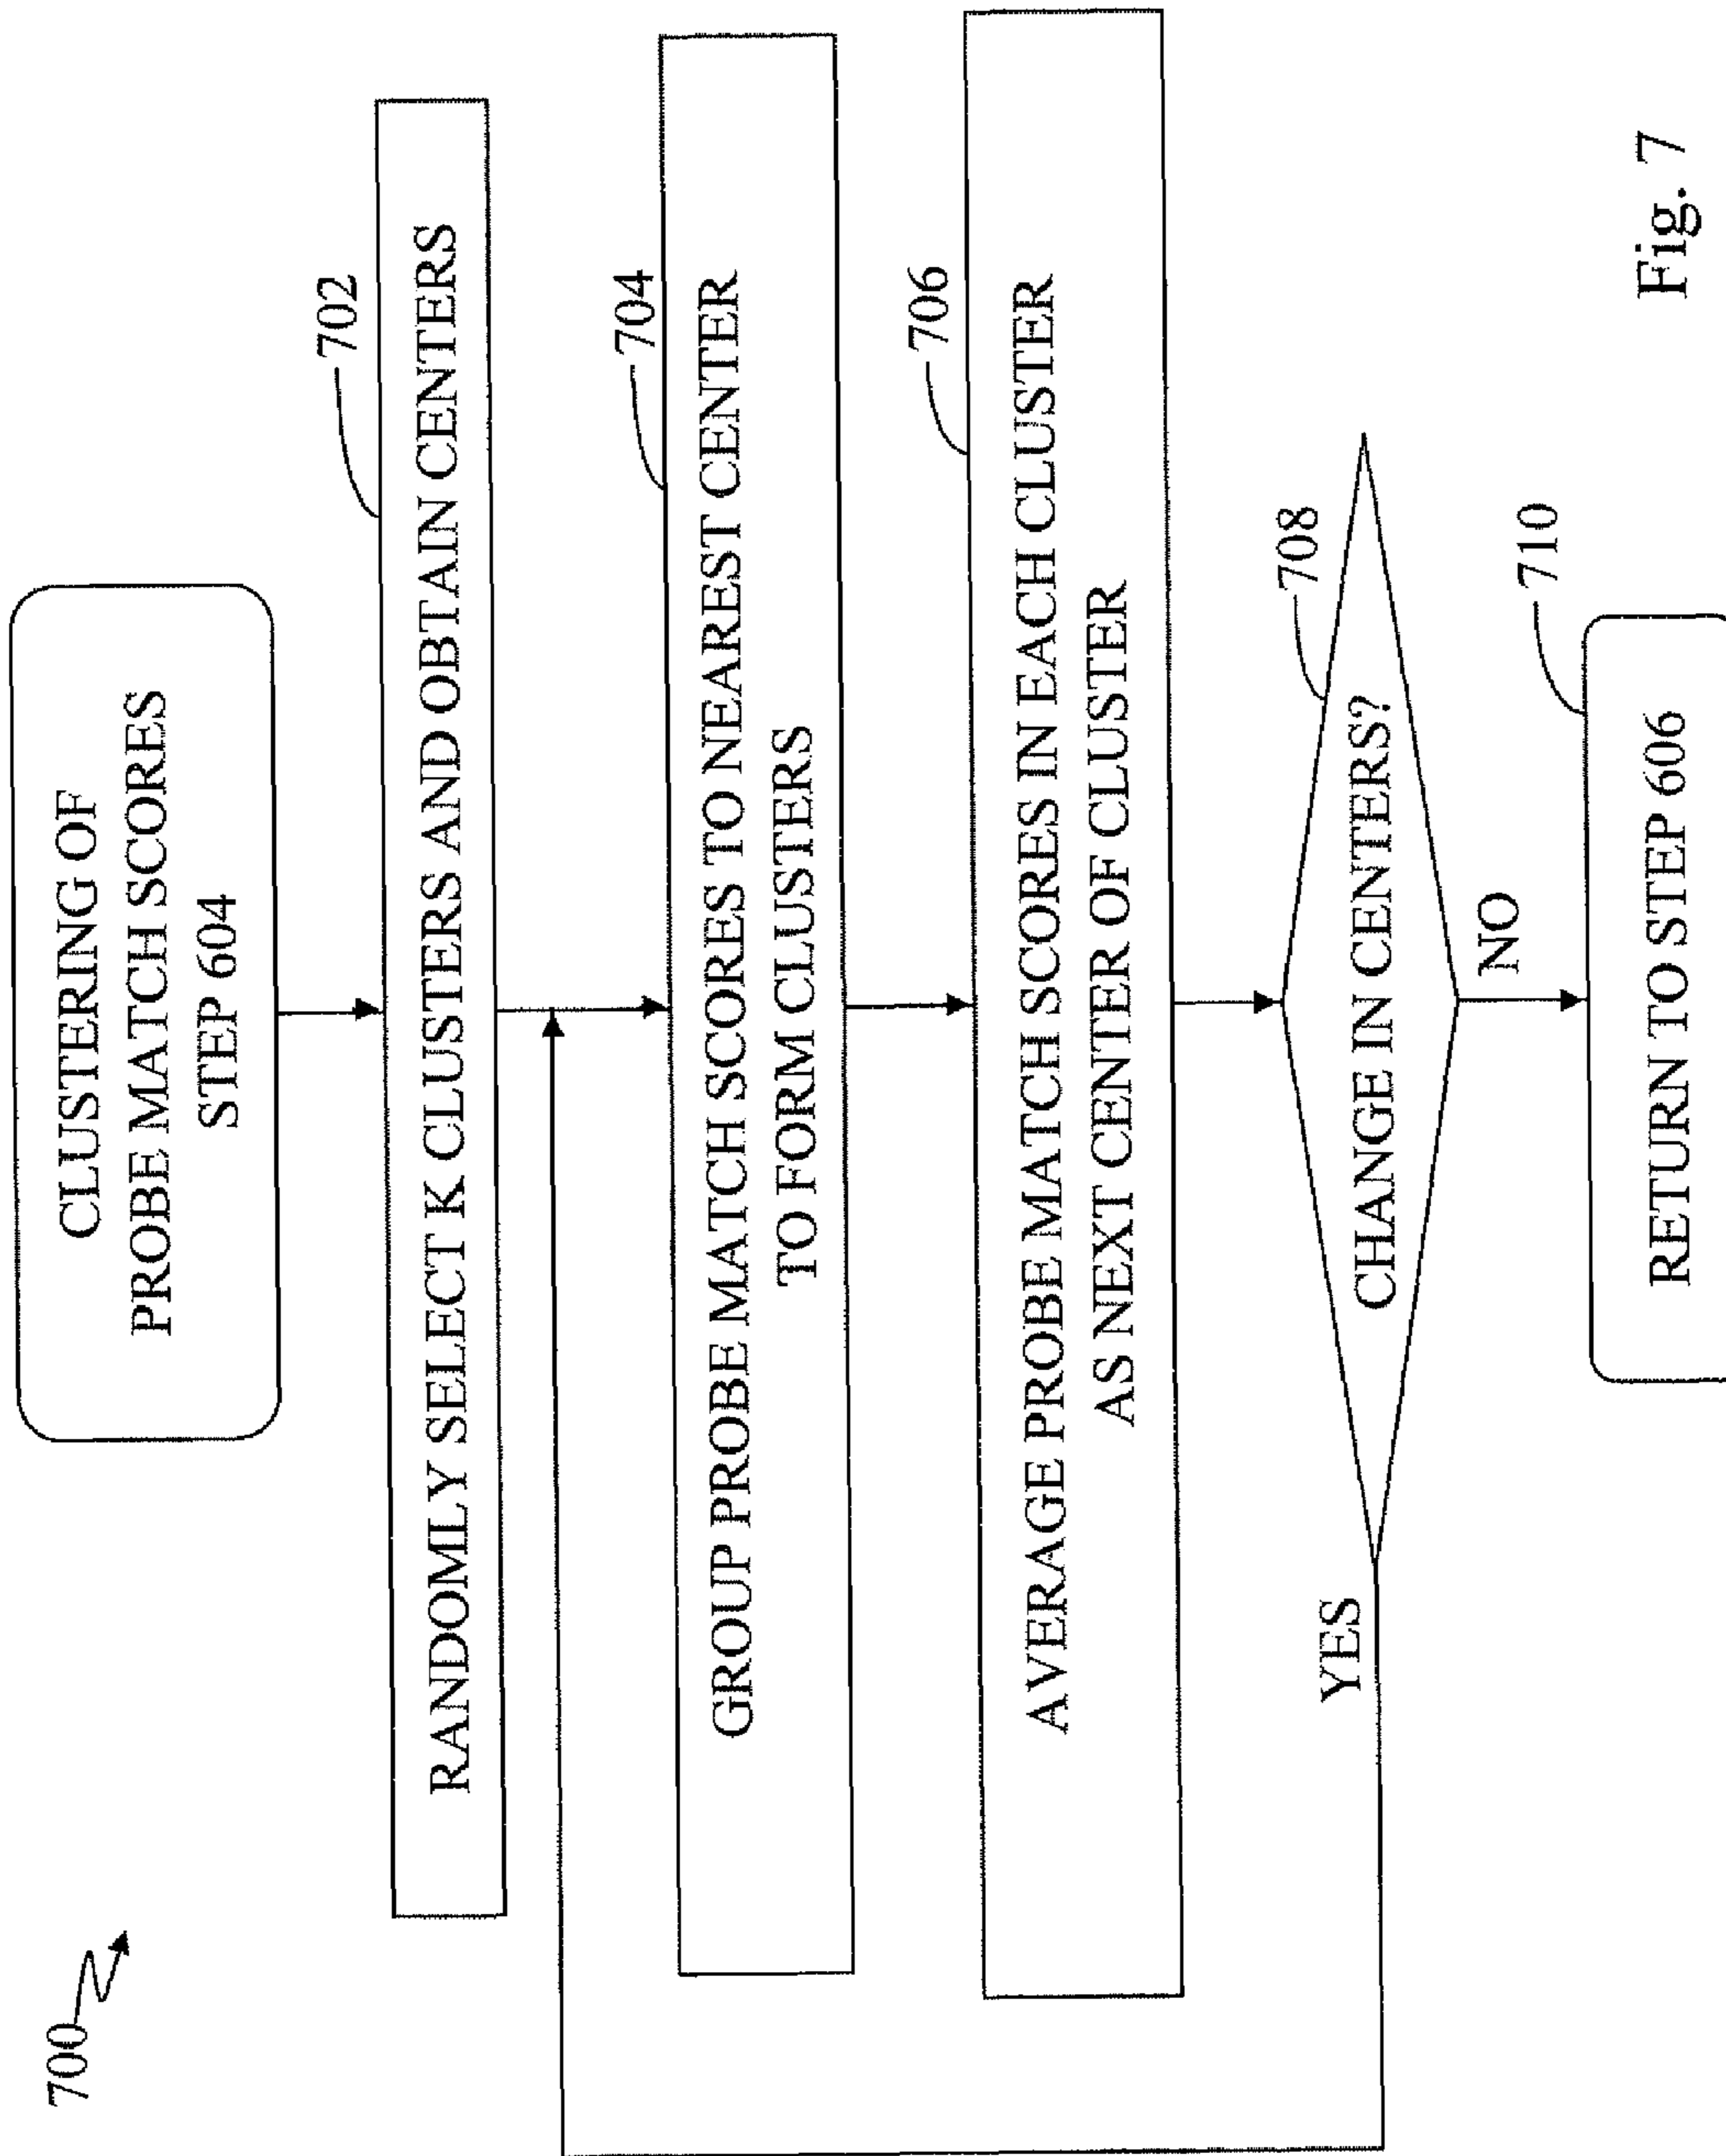 700
CLUSTERING OF
PROBE MATCH SCORES
STEP 604
702
RANDOMLY SELECT K CLUSTERS AND OBTAIN CENTERS
704
GROUP PROBE MATCH SCORES TO NEAREST CENTER
TO FORM CLUSTERS
706
AVERAGE PROBE MATCH SCORES IN EACH CLUSTER
AS NEXT CENTER OF CLUSTER
708
CHANGE IN CENTERS?
YES
NO
710
RETURN TO STEP 606
Fig. 7